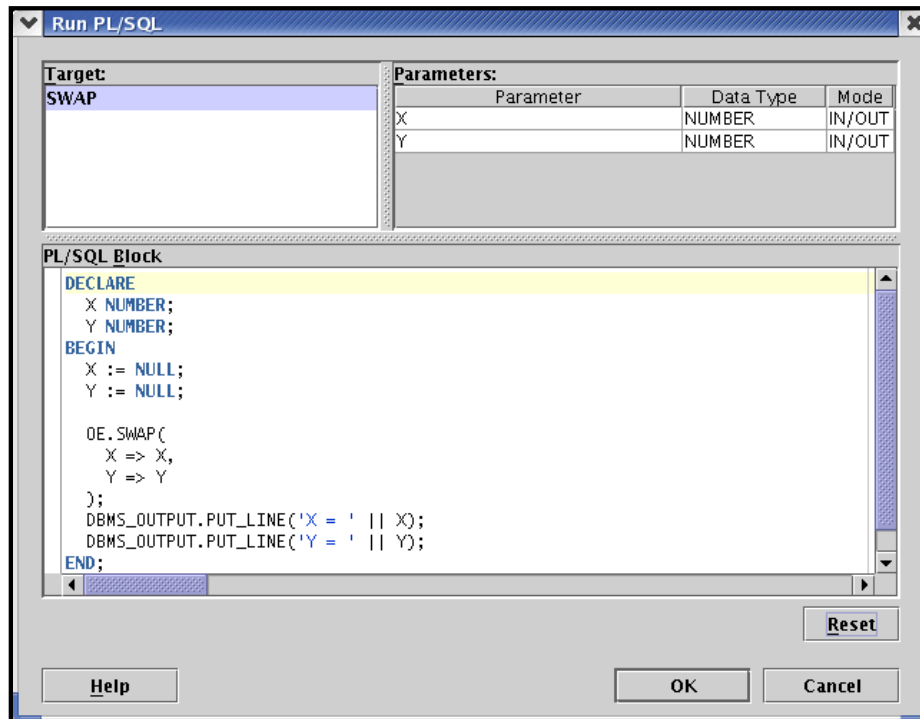 Run PL/SQL
Target:
SWAP
Parameters:
Parameter Data Type Mode
X NUMBER IN/OUT
Y NUMBER IN/OUT
PL/SQL Block
DECLARE
X NUMBER;
Y NUMBER;
BEGIN
X := NULL;
Y := NULL;
OE.SWAP(
X => X,
Y => Y
);
DBMS_OUTPUT.PUT_LINE('X = ' || X);
DBMS_OUTPUT.PUT_LINE('Y = ' || Y);
END;
Reset
Help OK Cancel